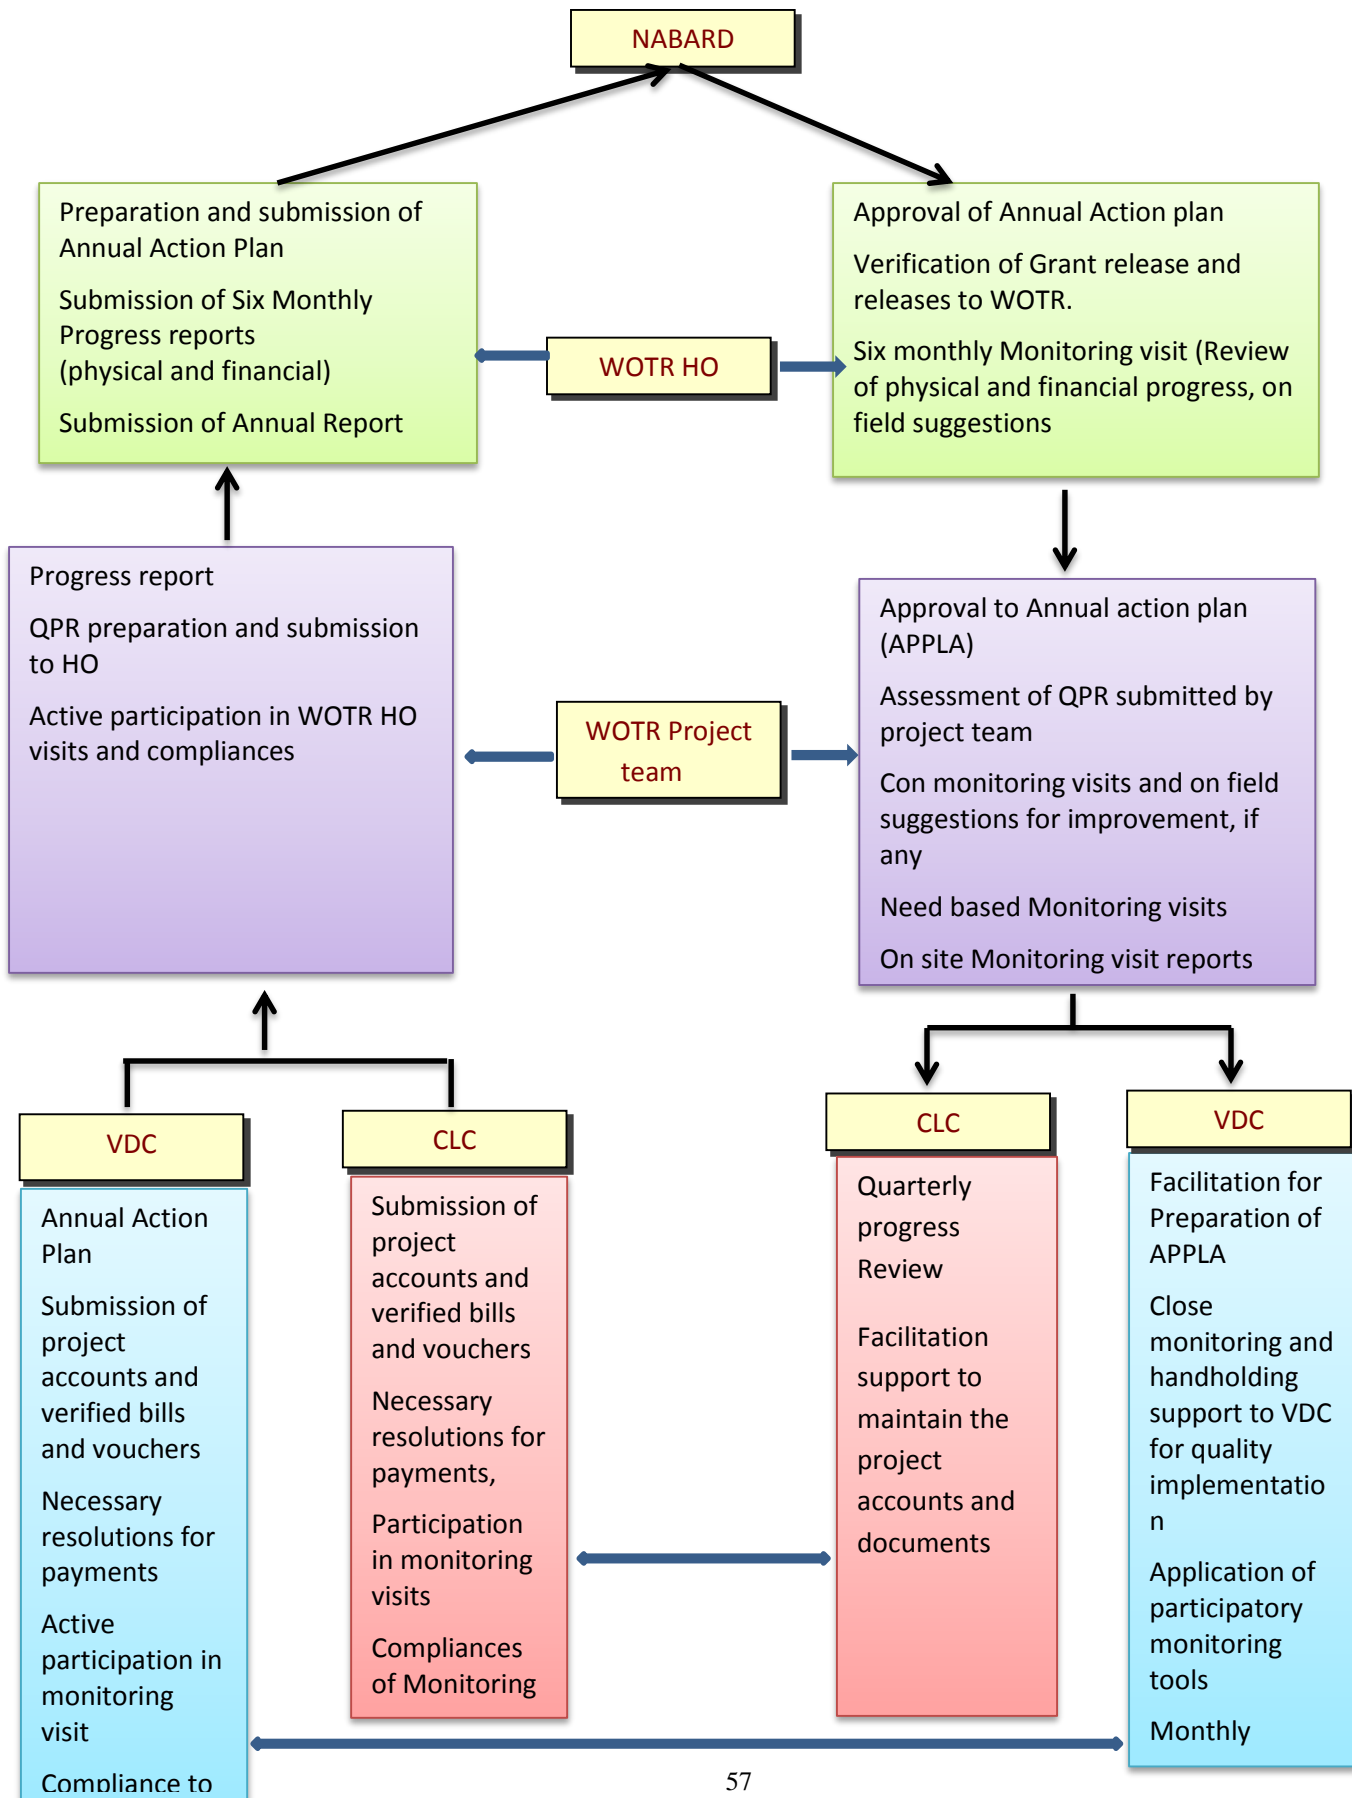 NABARD
Preparation and submission of
Annual Action Plan
Submission of Six Monthly
Progress reports
(physical and financial)
Submission of Annual Report
WOTR HO
Approval of Annual Action plan
Verification of Grant release and
releases to WOTR.
Six monthly Monitoring visit (Review
of physical and financial progress, on
field suggestions
Progress report
QPR preparation and submission
to HO
Active participation in WOTR HO
visits and compliances
WOTR Project
team
Approval to Annual action plan
(APPLA)
Assessment of QPR submitted by
project team
Con monitoring visits and on field
suggestions for improvement, if
any
Need based Monitoring visits
On site Monitoring visit reports
VDC
Annual Action
Plan
Submission of
project
accounts and
verified bills
and vouchers
Necessary
resolutions for
payments
Active
participation in
monitoring
visit
Compliance to
CLC
Submission of
project
accounts and
verified bills
and vouchers
Necessary
resolutions for
payments,
Participation
in monitoring
visits
Compliances
of Monitoring
CLC
Quarterly
progress
Review
Facilitation
support to
maintain the
project
accounts and
documents
VDC
Facilitation for
Preparation of
APPLA
Close
monitoring and
handholding
support to VDC
for quality
implementatio
n
Application of
participatory
monitoring
tools
Monthly
57